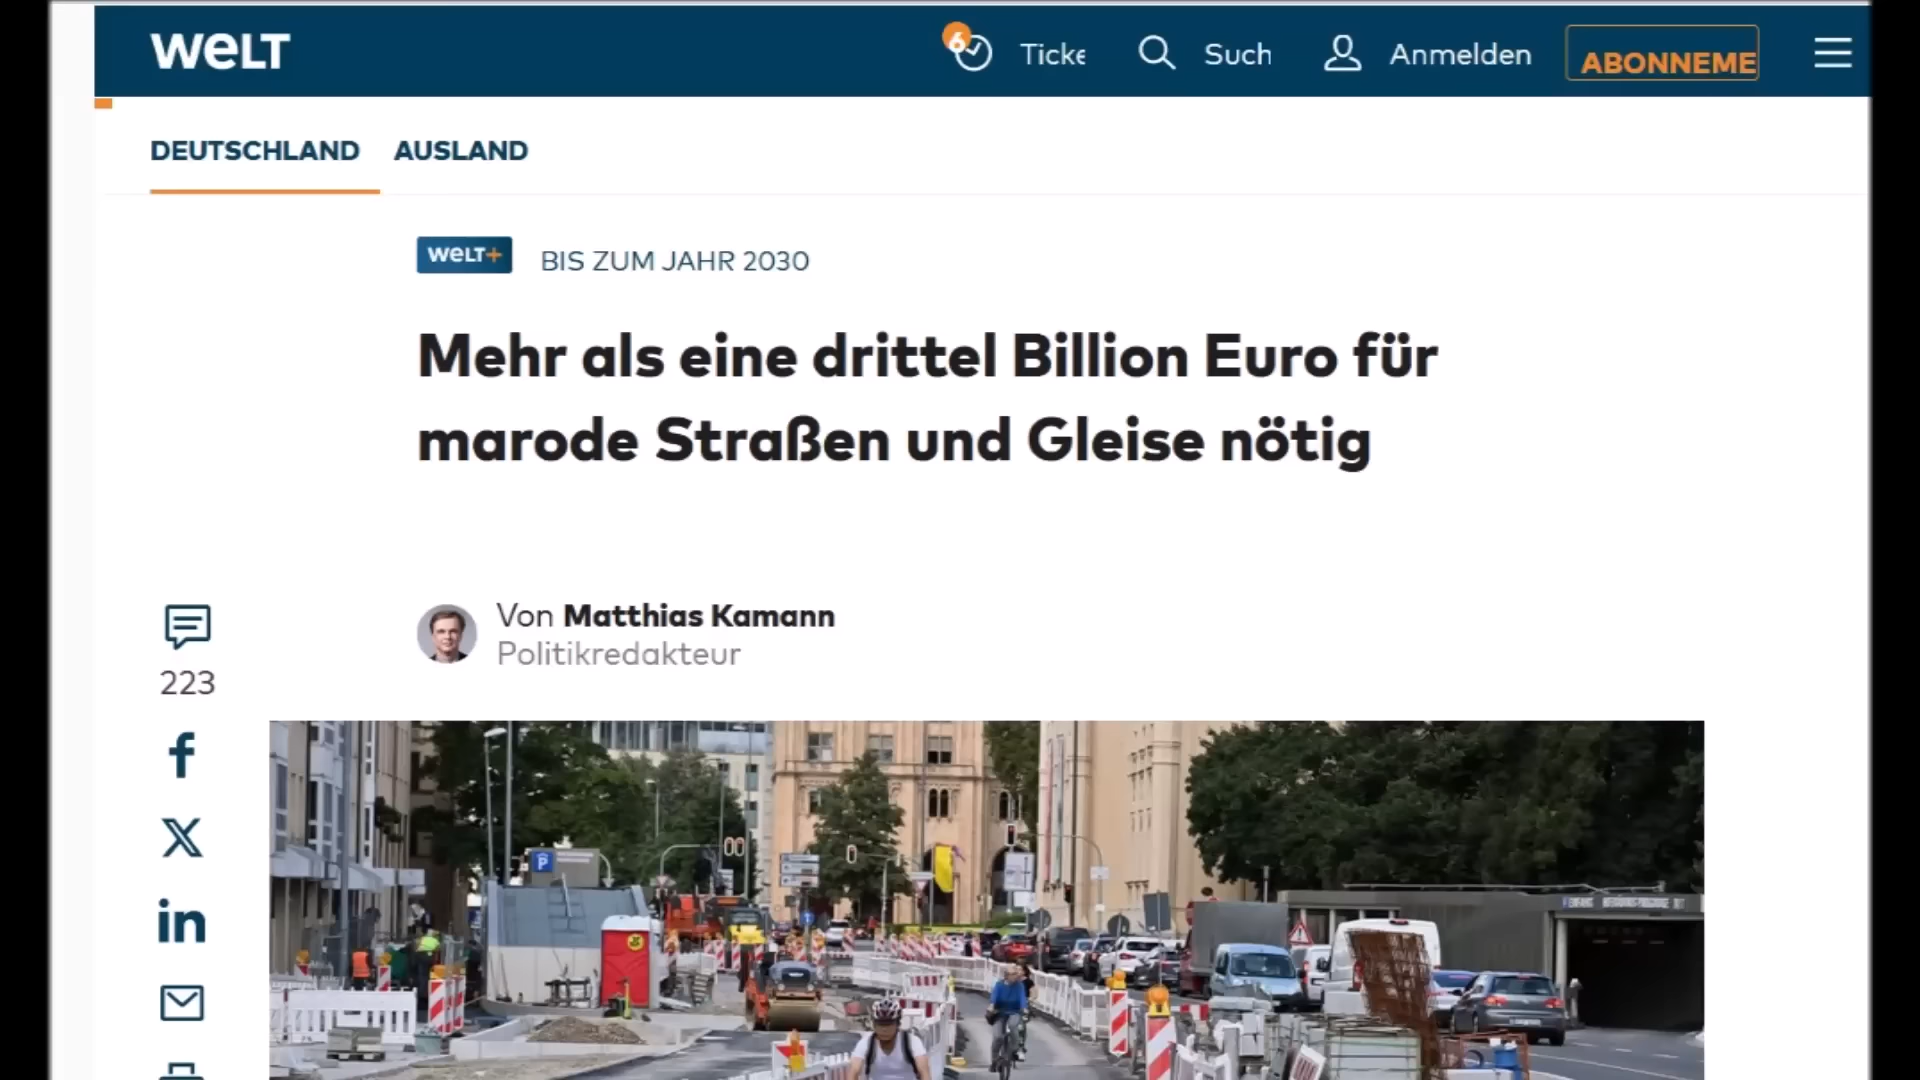 WELT
6
Ticke
Such
Anmelden
ABONNEME
DEUTSCHLAND
AUSLAND
WELT+
BIS ZUM JAHR 2030
Mehr als eine drittel Billion Euro für
marode Straßen und Gleise nötig
Von Matthias Kamann
Politikredakteur
223
P